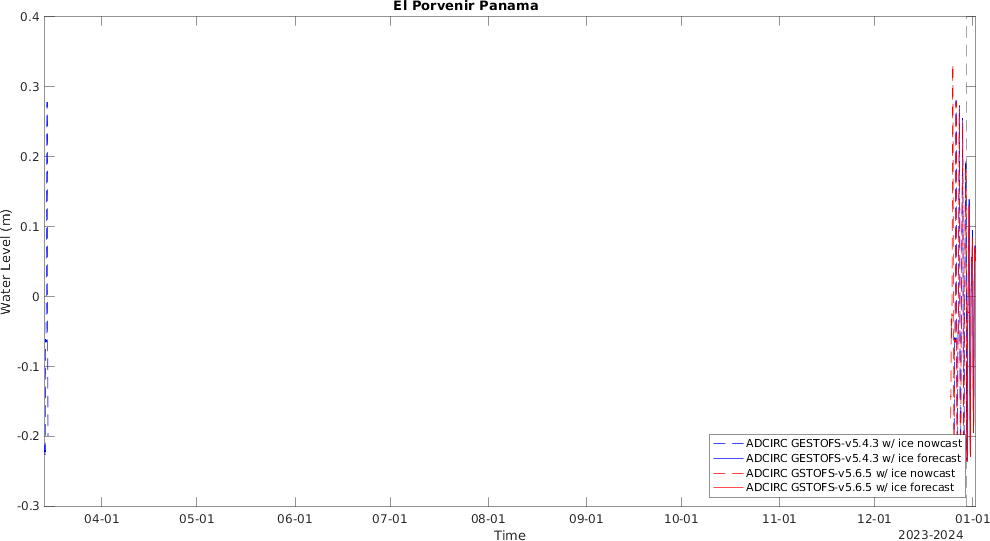 El Porvenir Panama
0.4
0.3
0.2
0.1
0
-0.1
-0.2
-0.3
Water Level (m)
ADCIRC GESTOFS-v5.4.3 w/ ice nowcast
ADCIRC GESTOFS-v5.4.3 w/ ice forecast
ADCIRC GSTOFS-v5.6.5 w/ ice nowcast
ADCIRC GSTOFS-v5.6.5 w/ ice forecast
04-01 05-01 06-01 07-01 08-01 09-01 10-01 11-01 12-01 01-01
Time
2023-2024